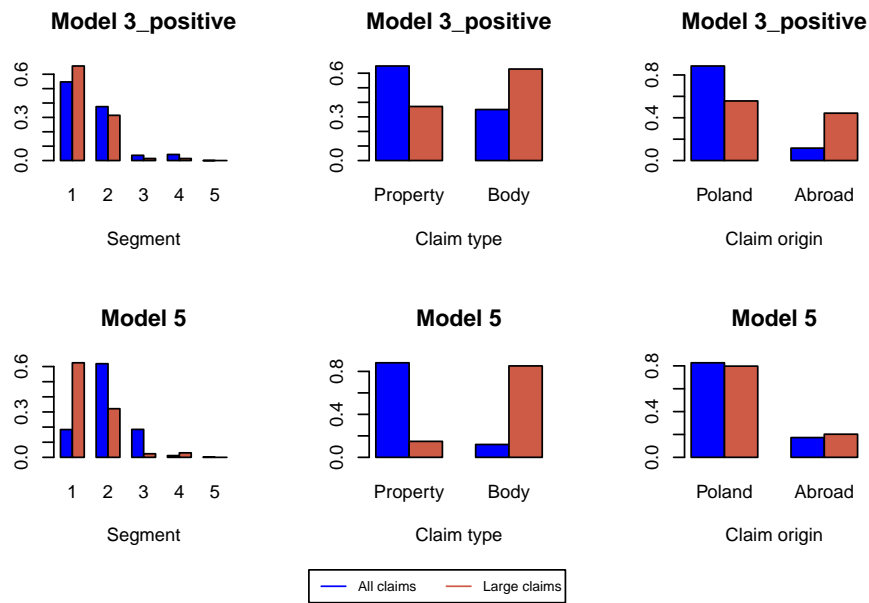 Model 3_positive Model 3_positive Model 3_positive
0.0 0.3 0.6
1 2 3 4 5
Segment
0.0 0.3 0.6
Property Body
Claim type
0.0 0.4 0.8
Poland Abroad
Claim origin
Model 5 Model 5 Model 5
0.0 0.3 0.6
1 2 3 4 5
Segment
0.0 0.4 0.8
Property Body
Claim type
0.0 0.4 0.8
Poland Abroad
Claim origin
All claims Large claims